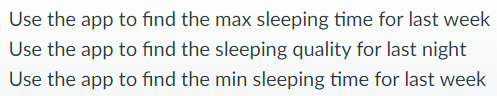 Use the app to find the max sleeping time for last week
Use the app to find the sleeping quality for last night
Use the app to find the min sleeping time for last week